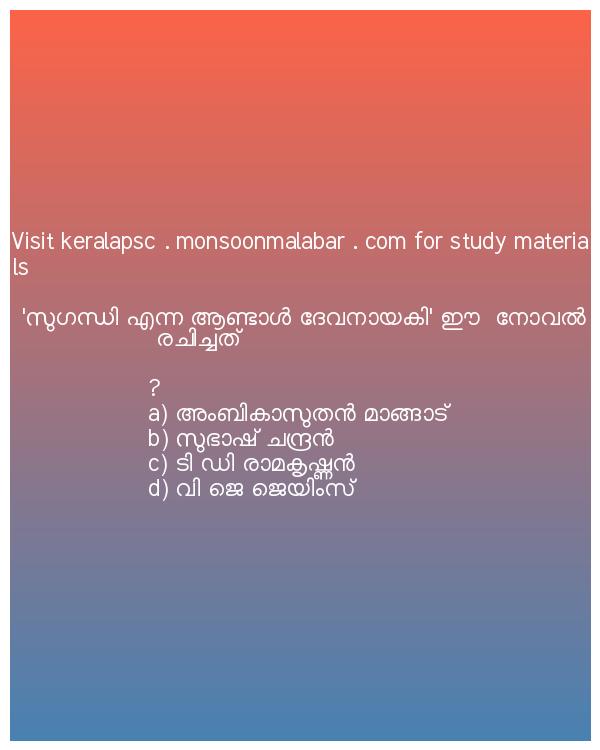 Visit keralapsc . monsoonmalabar . com for study materia
ls
'സുഗന്ധി എന്ന ആണ്ടാൾ ദേവനായകി' ഈ നോവൽ
രചിച്ചത്
?
a) അംബികാസുതൻ മാങ്ങാട്
b) സുഭാഷ് ചന്ദ്രൻ
c) ടി ഡി രാമകൃഷ്ണൻ
d) വി ജെ ജെയിംസ്